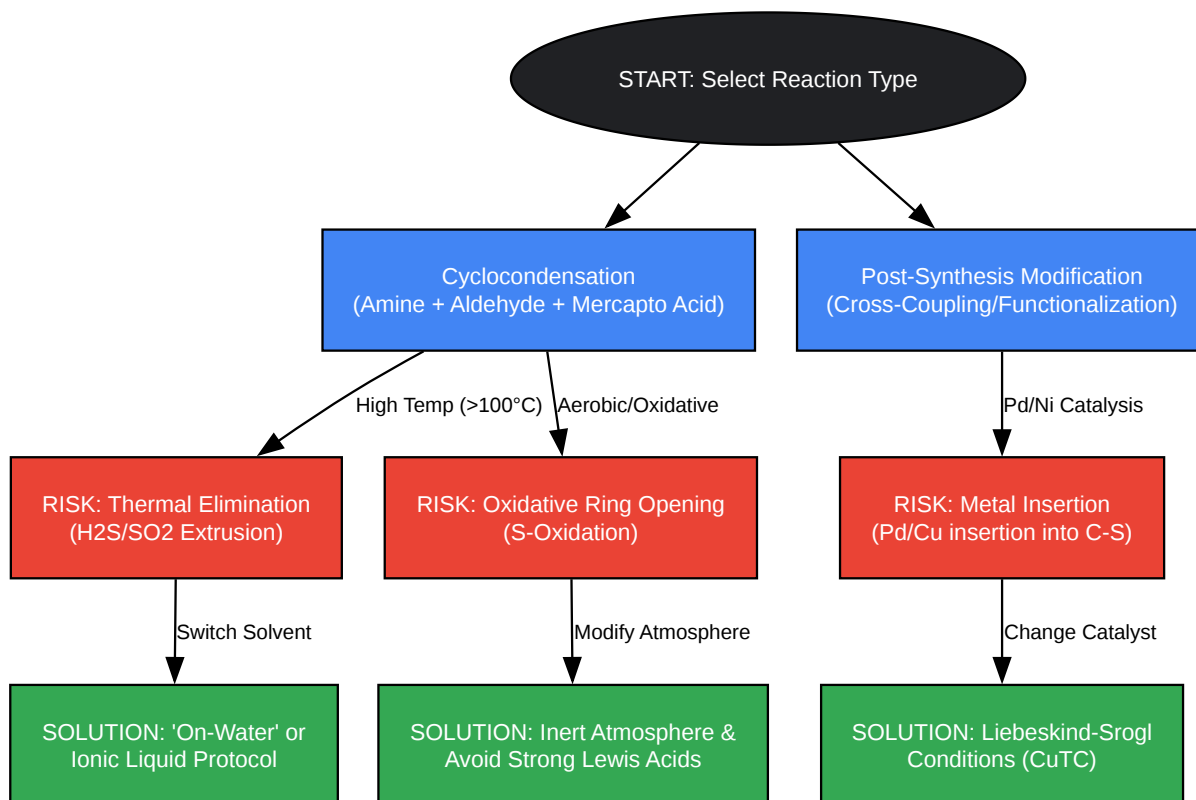 START: Select Reaction Type
Cyclocondensation
(Amine + Aldehyde + Mercapto Acid)
Post-Synthesis Modification
(Cross-Coupling/Functionalization)
High Temp (>100°C)
Aerobic/Oxidative
Pd/Ni Catalysis
RISK: Thermal Elimination
(H2S/SO2 Extrusion)
RISK: Oxidative Ring Opening
(S-Oxidation)
RISK: Metal Insertion
(Pd/Cu insertion into C-S)
Switch Solvent
Modify Atmosphere
Change Catalyst
SOLUTION: 'On-Water' or
Ionic Liquid Protocol
SOLUTION: Inert Atmosphere &
Avoid Strong Lewis Acids
SOLUTION: Liebeskind-Srogl
Conditions (CuTC)